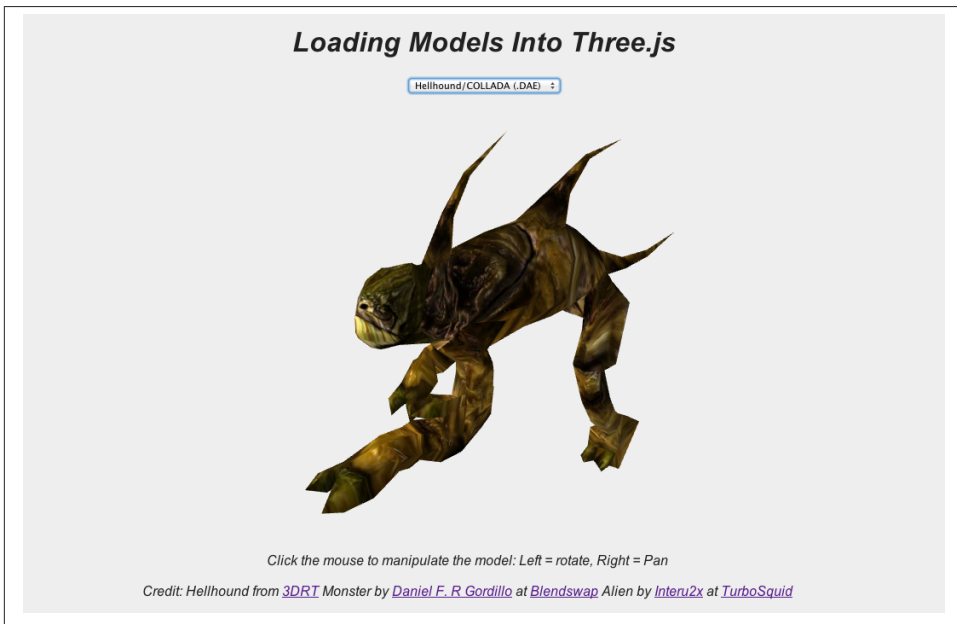 Loading Models Into Three.js
Hellhound/COLLADA (.DAE)
Click the mouse to manipulate the model: Left = rotate, Right = Pan
Credit: Hellhound from 3DRT Monster by Daniel F. R Gordillo at Blendswap Alien by Interu2x at TurboSquid